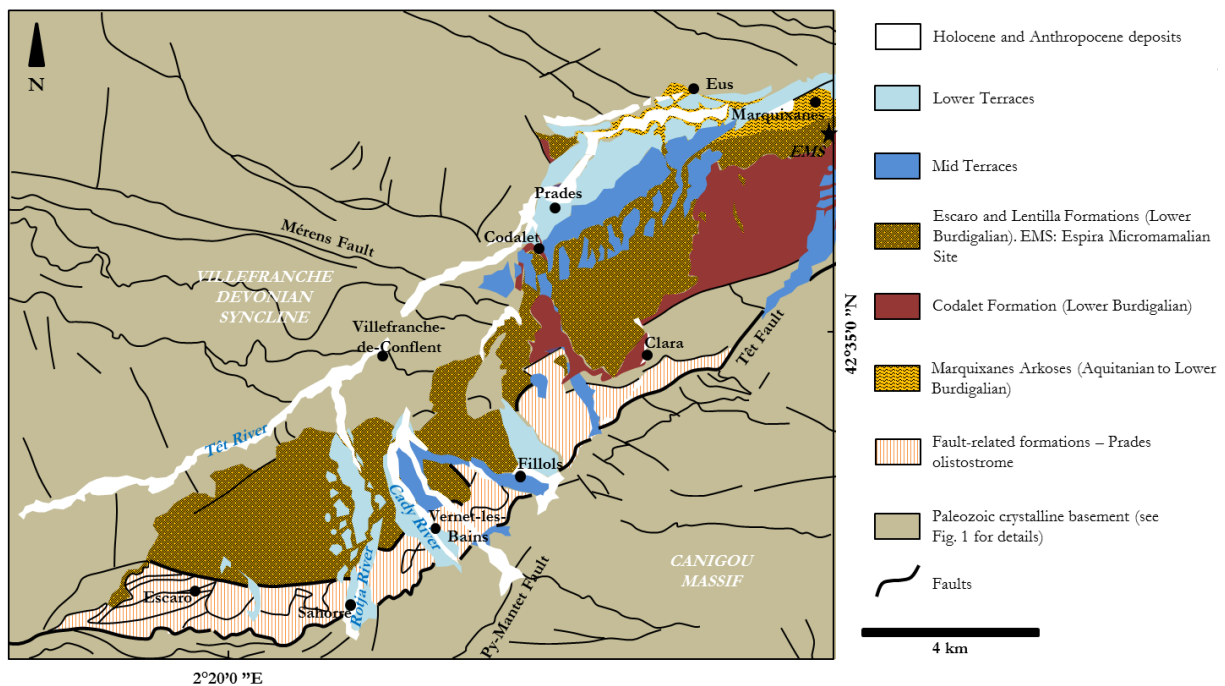 N
Eus
Marquixanes
EMS
Prades
Codalet
Mérens Fault
VILLEFRANCHE
DEVONIAN
SYNCLINE
Villefranche-
de-Conflent
Clara
Têt Fault
Têt River
Fillols
Cady River
Vernet-les-
Bains
CANIGOU
MASSIF
Escaro
Sahorre
Rotja River
Py-Mantet Fault
2°20'0 ”E
42°35'0 ”N
Holocene and Anthropocene deposits
Lower Terraces
Mid Terraces
Escaro and Lentilla Formations (Lower
Burdigalian). EMS: Espira Micromamalian
Site
Codalet Formation (Lower Burdigalian)
Marquixanes Arkoses (Aquitanian to Lower
Burdigalian)
Fault-related formations – Prades
olistostrome
Paleozoic crystalline basement (see
Fig. 1 for details)
Faults
4 km